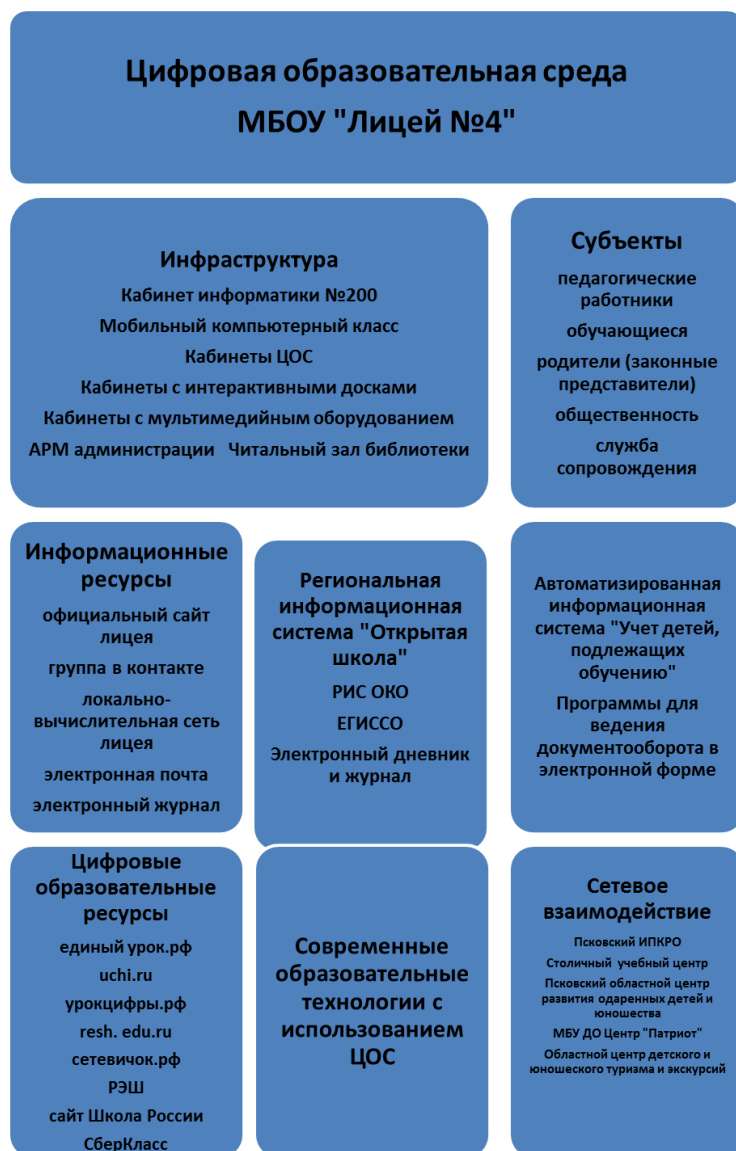 Цифровая образовательная среда
МБОУ "Лицей №4"
Инфраструктура
Кабинет информатики №200
Мобильный компьютерный класс
Кабинеты ЦОС
Кабинеты с интерактивными досками
Кабинеты с мультимедийным оборудованием
АРМ администрации Читальный зал библиотеки
Субъекты
педагогические
работники
обучающиеся
родители (законные
представители)
общественность
служба
сопровождения
Информационные
ресурсы
официальный сайт
лицея
группа в контакте
локально-
вычислительная сеть
лицея
электронная почта
электронный журнал
Региональная
информационная
система "Открытая
школа"
РИС ОКО
ЕГИССО
Электронный дневник
и журнал
Автоматизированная
информационная
система "Учет детей,
подлежащих
обучению"
Программы для
ведения
документооборота в
электронной форме
Цифровые
образовательные
ресурсы
единый урок.рф
uchi.ru
урокцифры.рф
resh. edu.ru
сетевичок.рф
РЭШ
сайт Школа России
СберКласс
Современные
образовательные
технологии с
использованием
ЦОС
Сетевое
взаимодействие
Псковский ИПКРО
Столичный учебный центр
Псковский областной центр
развития одаренных детей и
юношества
МБУ ДО Центр "Патриот"
Областной центр детского и
юношеского туризма и экскурсий